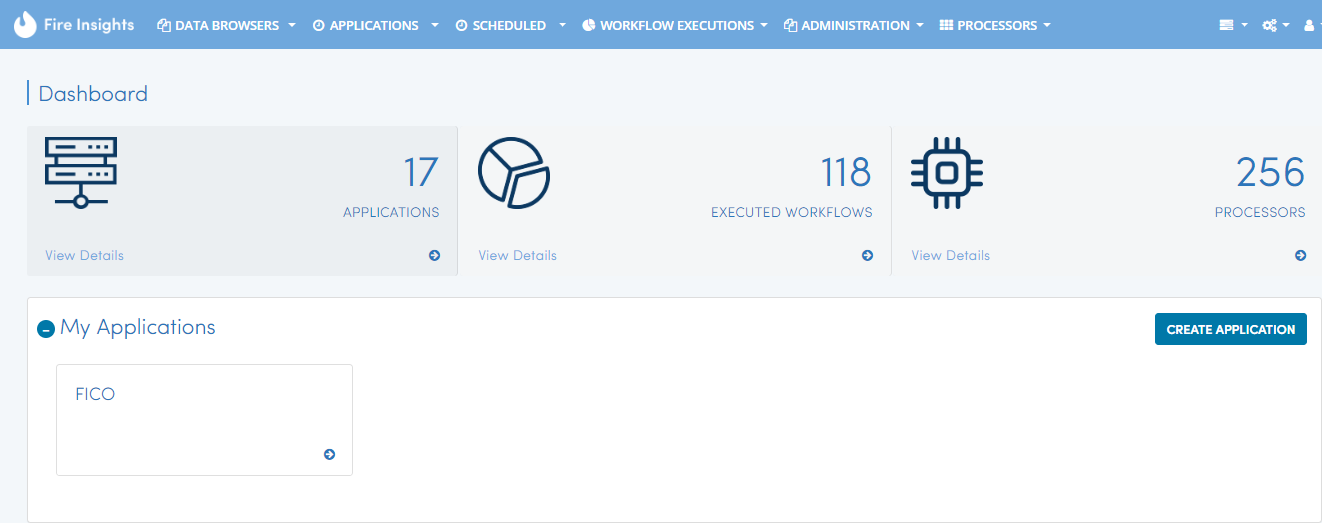 Fire Insights DATA BROWSERS APPLICATIONS SCHEDULED WORKFLOW EXECUTIONS ADMINISTRATION PROCESSORS
Dashboard
17
APPLICATIONS
View Details
118
EXECUTED WORKFLOWS
View Details
256
PROCESSORS
View Details
My Applications
CREATE APPLICATION
FICO